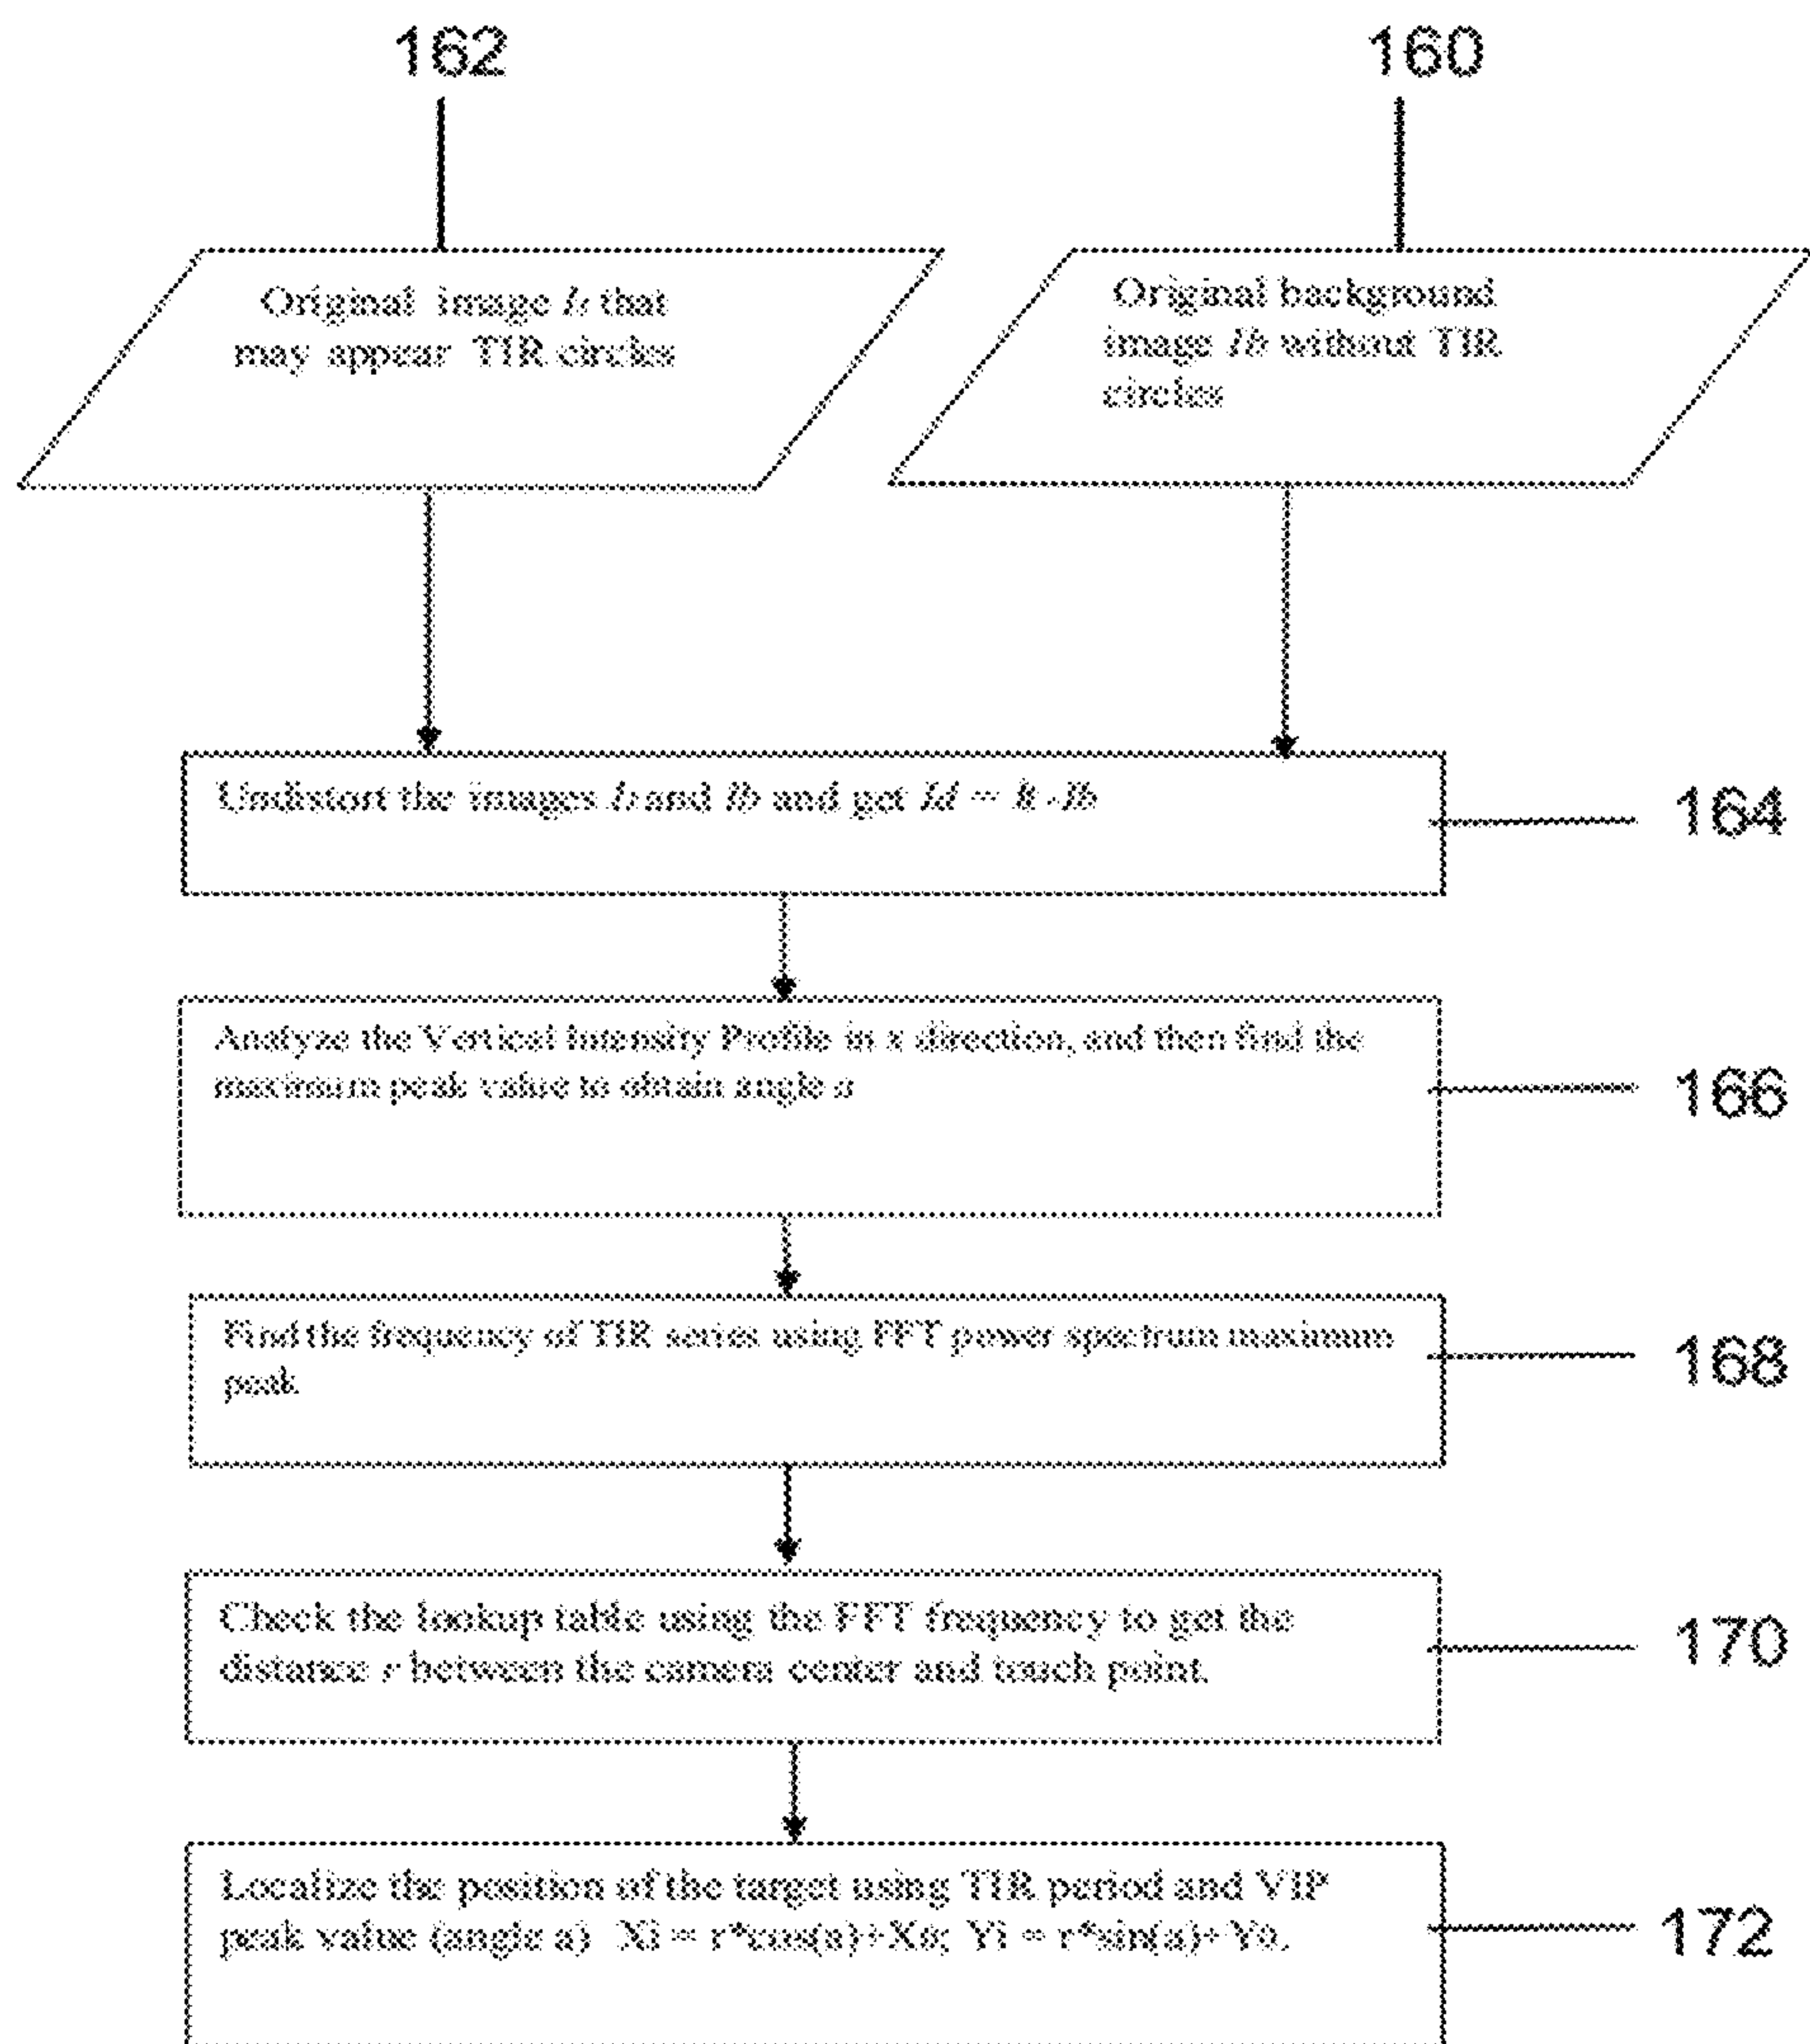 162
160
Original image It that
may appear TIR circles
Original background
image Ib without TIR
circles
Undistort the images It and Ib and get Id = It - Ib
164
Analyze the Vertical Intensity Profile in x direction, and then find the
maximum peak value to obtain angle a
166
Find the frequency of TIR series using FFT power spectrum maximum
peak
168
Check the lookup table using the FFT frequency to get the
distance r between the camera center and touch point.
170
Localize the position of the target using TIR period and VIP
peak value (angle a) Xi = r*cos(a)+Xo; Yi = r*sin(a)+Yo.
172